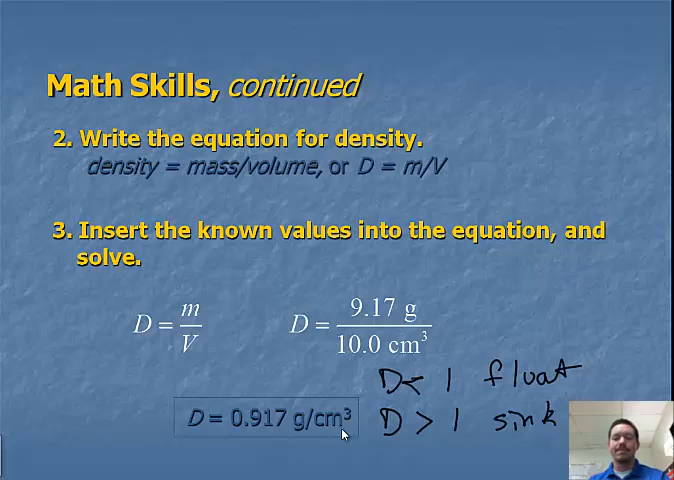 Math Skills, continued
2. Write the equation for density.
density = mass/volume, or D = m/V
3. Insert the known values into the equation, and
solve.
D = m/V D = 9.17 g/10.0 cm³
D < 1 float
D = 0.917 g/cm³
D > 1 sink